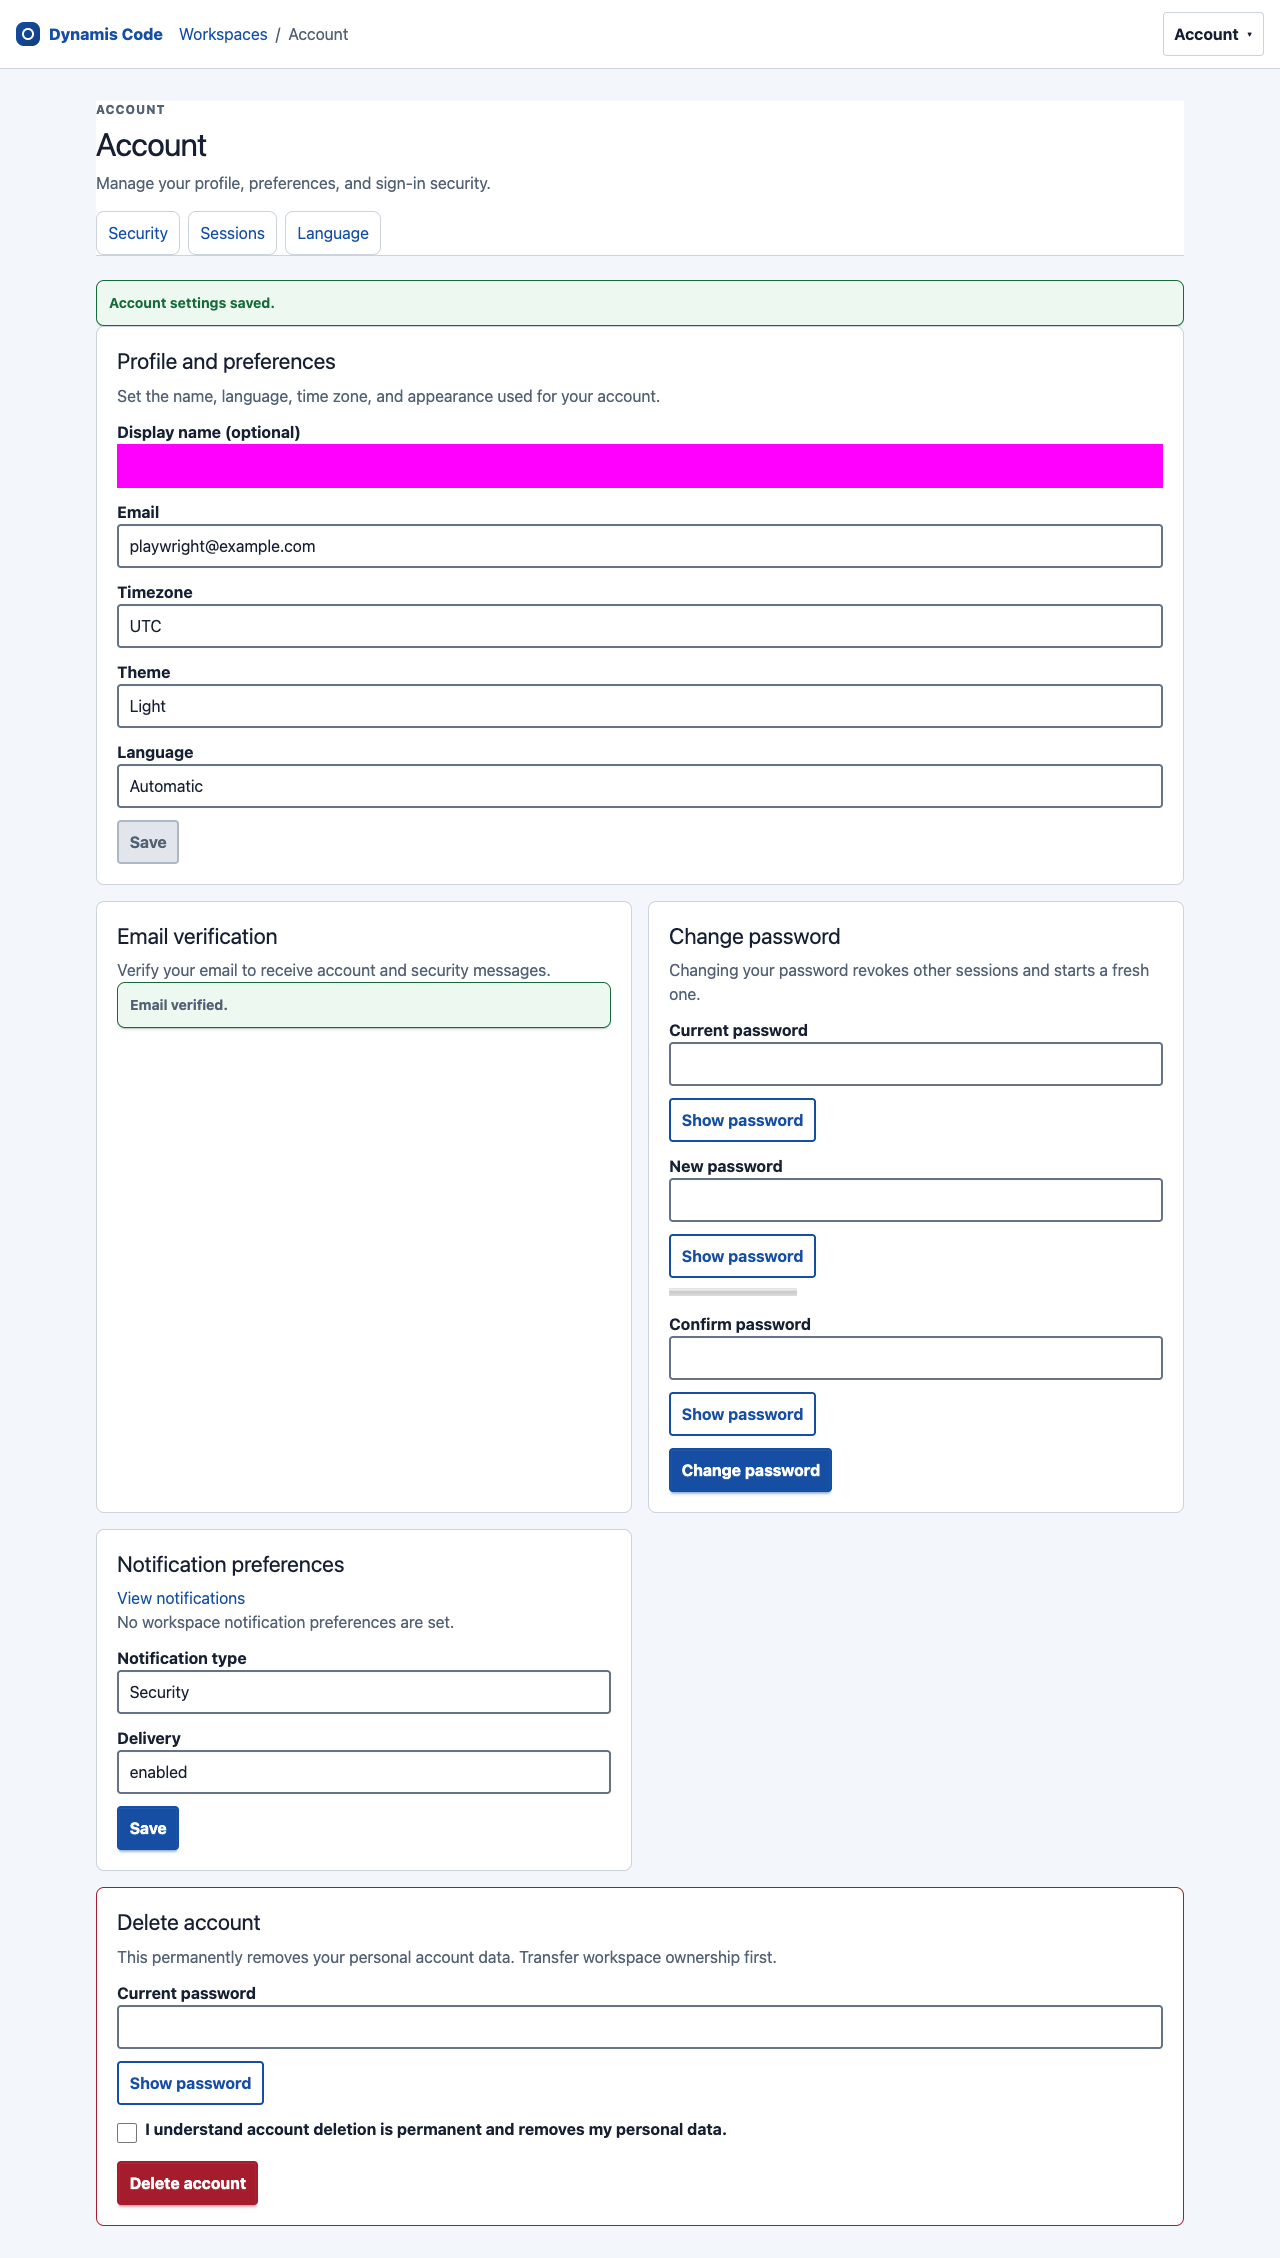 Dynamis Code Workspaces / Account
Account ▾
ACCOUNT
Account
Manage your profile, preferences, and sign-in security.
Security Sessions Language
Account settings saved.
Profile and preferences
Set the name, language, time zone, and appearance used for your account.
Display name (optional)
Email
playwright@example.com
Timezone
UTC
Theme
Light
Language
Automatic
Save
Email verification
Verify your email to receive account and security messages.
Email verified.
Change password
Changing your password revokes other sessions and starts a fresh
one.
Current password
Show password
New password
Show password
Confirm password
Show password
Change password
Notification preferences
View notifications
No workspace notification preferences are set.
Notification type
Security
Delivery
enabled
Save
Delete account
This permanently removes your personal account data. Transfer workspace ownership first.
Current password
Show password
I understand account deletion is permanent and removes my personal data.
Delete account